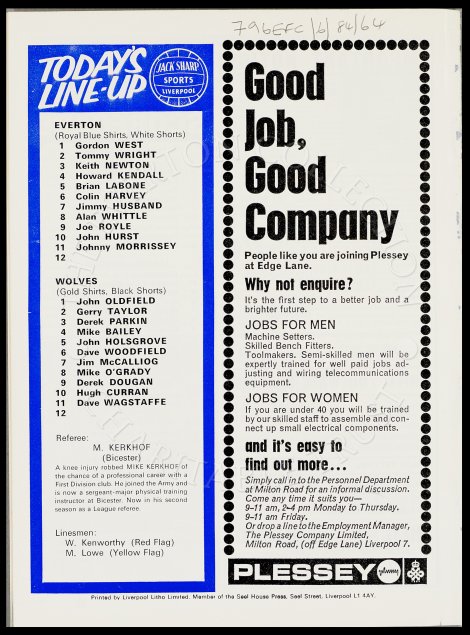 796EFC/6/84/64
TODAY'S
LINE-UP
JACK SHARP
SPORTS
LIVERPOOL
EVERTON
(Royal Blue Shirts, White Shorts)
1 Gordon WEST
2 Tommy WRIGHT
3 Keith NEWTON
4 Howard KENDALL
5 Brian LABONE
6 Colin HARVEY
7 Jimmy HUSBAND
8 Alan WHITTLE
9 Joe ROYLE
10 John HURST
11 Johnny MORRISSEY
12
WOLVES
(Gold Shirts, Black Shorts)
1 John OLDFIELD
2 Gerry TAYLOR
3 Derek PARKIN
4 Mike BAILEY
5 John HOLSGROVE
6 Dave WOODFIELD
7 Jim McCALLIOG
8 Mike O'GRADY
9 Derek DOUGAN
10 Hugh CURRAN
11 Dave WAGSTAFFE
12
Referee:
M. KERKHOF
(Bicester)
A knee injury robbed MIKE KERKHOF of
the chance of a professional career with a
First Division club. He joined the Army and
is now a sergeant-major physical training
instructor at Bicester. Now in his second
season as a League referee.
Linesmen:
W. Kenworthy (Red Flag)
M. Lowe (Yellow Flag)
Good
Job,
Good
Company
People like you are joining Plessey
at Edge Lane.
Why not enquire?
It's the first step to a better job and a
brighter future.
JOBS FOR MEN
Machine Setters.
Skilled Bench Fitters.
Toolmakers. Semi-skilled men will be
expertly trained for well paid jobs ad-
justing and wiring telecommunications
equipment.
JOBS FOR WOMEN
If you are under 40 you will be trained
by our skilled staff to assemble and con-
nect up small electrical components.
and it's easy to
find out more...
Simply call in to the Personnel Department
at Milton Road for an informal discussion.
Come any time it suits you—
9-11 am, 2-4 pm Monday to Thursday.
9-11 am Friday.
Or drop a line to the Employment Manager,
The Plessey Company Limited,
Milton Road, (off Edge Lane) Liverpool 7.
PLESSEY
Printed by Liverpool Litho Limited. Member of the Seel House Press, Seel Street, Liverpool L1 4AY.